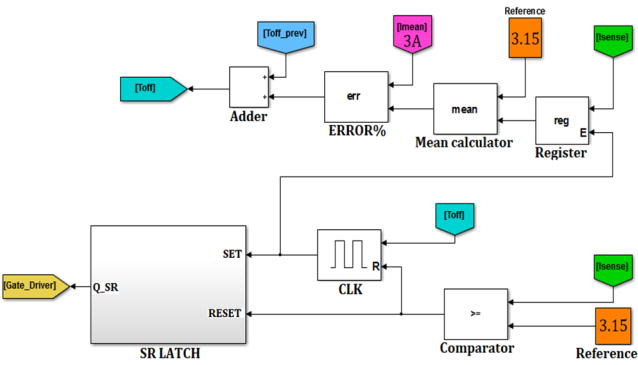 Reference
[Toff_prev]
[Imean]
3A
3.15
[Isense]
[Toff]
+
+
err
mean
reg
E
Adder
ERROR%
Mean calculator
Register
[Toff]
SET
R
CLK
[Isense]
[Gate_Driver]
Q_SR
RESET
>=
3.15
SR LATCH
Comparator
Reference